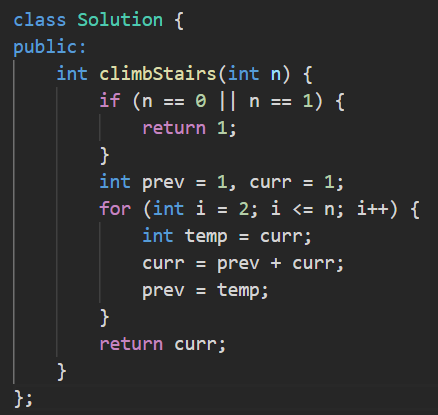 class Solution {
public:
    int climbStairs(int n) {
        if (n == 0 || n == 1) {
            return 1;
        }
        int prev = 1, curr = 1;
        for (int i = 2; i <= n; i++) {
            int temp = curr;
            curr = prev + curr;
            prev = temp;
        }
        return curr;
    }
};